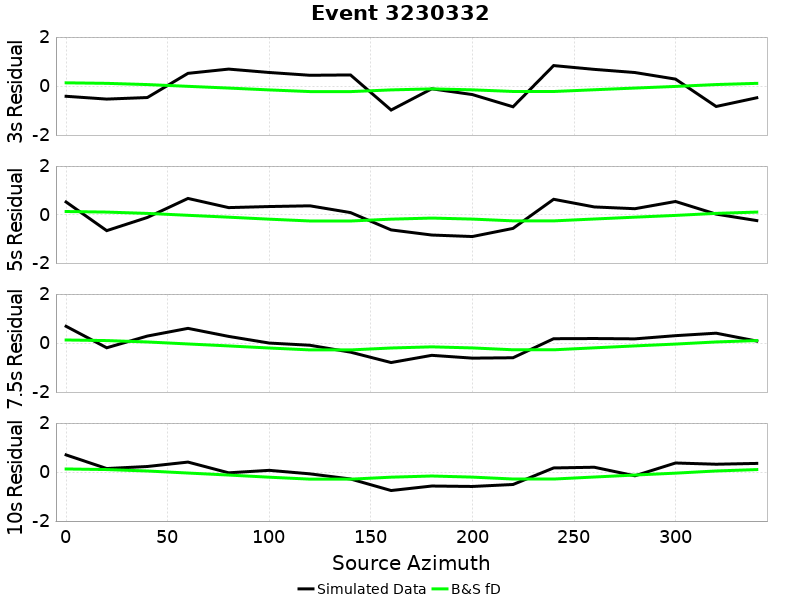 Event 3230332
3s Residual
2
0
-2
5s Residual
2
0
-2
7.5s Residual
2
0
-2
10s Residual
2
0
-2
0 50 100 150 200 250 300
Source Azimuth
Simulated Data B&S fD